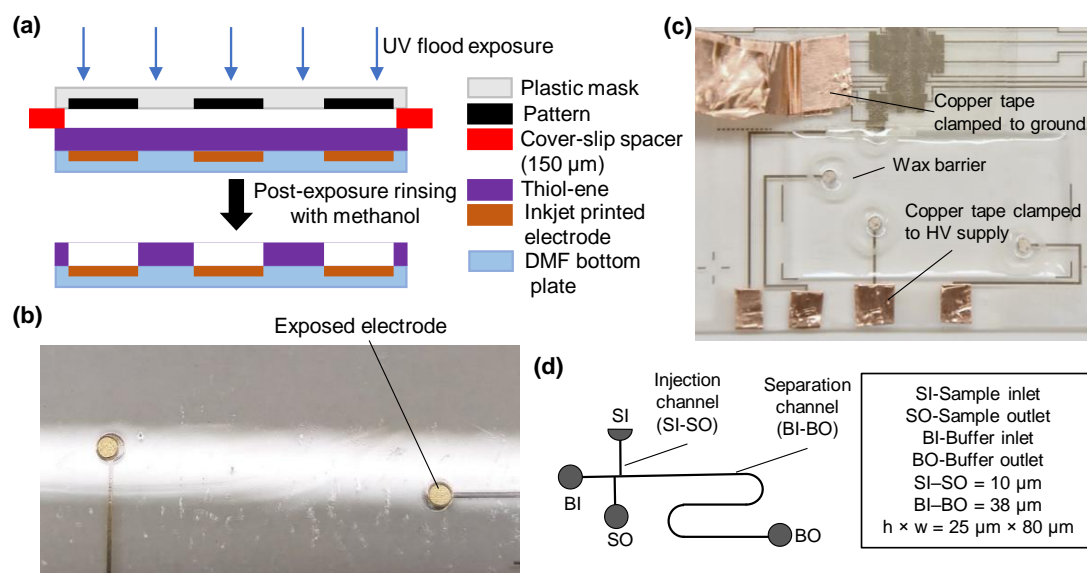 (a)
UV flood exposure
Plastic mask
Pattern
Cover-slip spacer
(150 µm)
Thiol-ene
Inkjet printed
electrode
DMF bottom
plate
Post-exposure rinsing
with methanol
(b)
Exposed electrode
(c)
Copper tape
clamped to ground
Wax barrier
Copper tape clamped
to HV supply
(d)
Injection
channel
(SI-SO)
Separation
channel
(BI-BO)
SI
BI
SO
BO
SI-Sample inlet
SO-Sample outlet
BI-Buffer inlet
BO-Buffer outlet
SI–SO = 10 µm
BI–BO = 38 µm
h × w = 25 µm × 80 µm